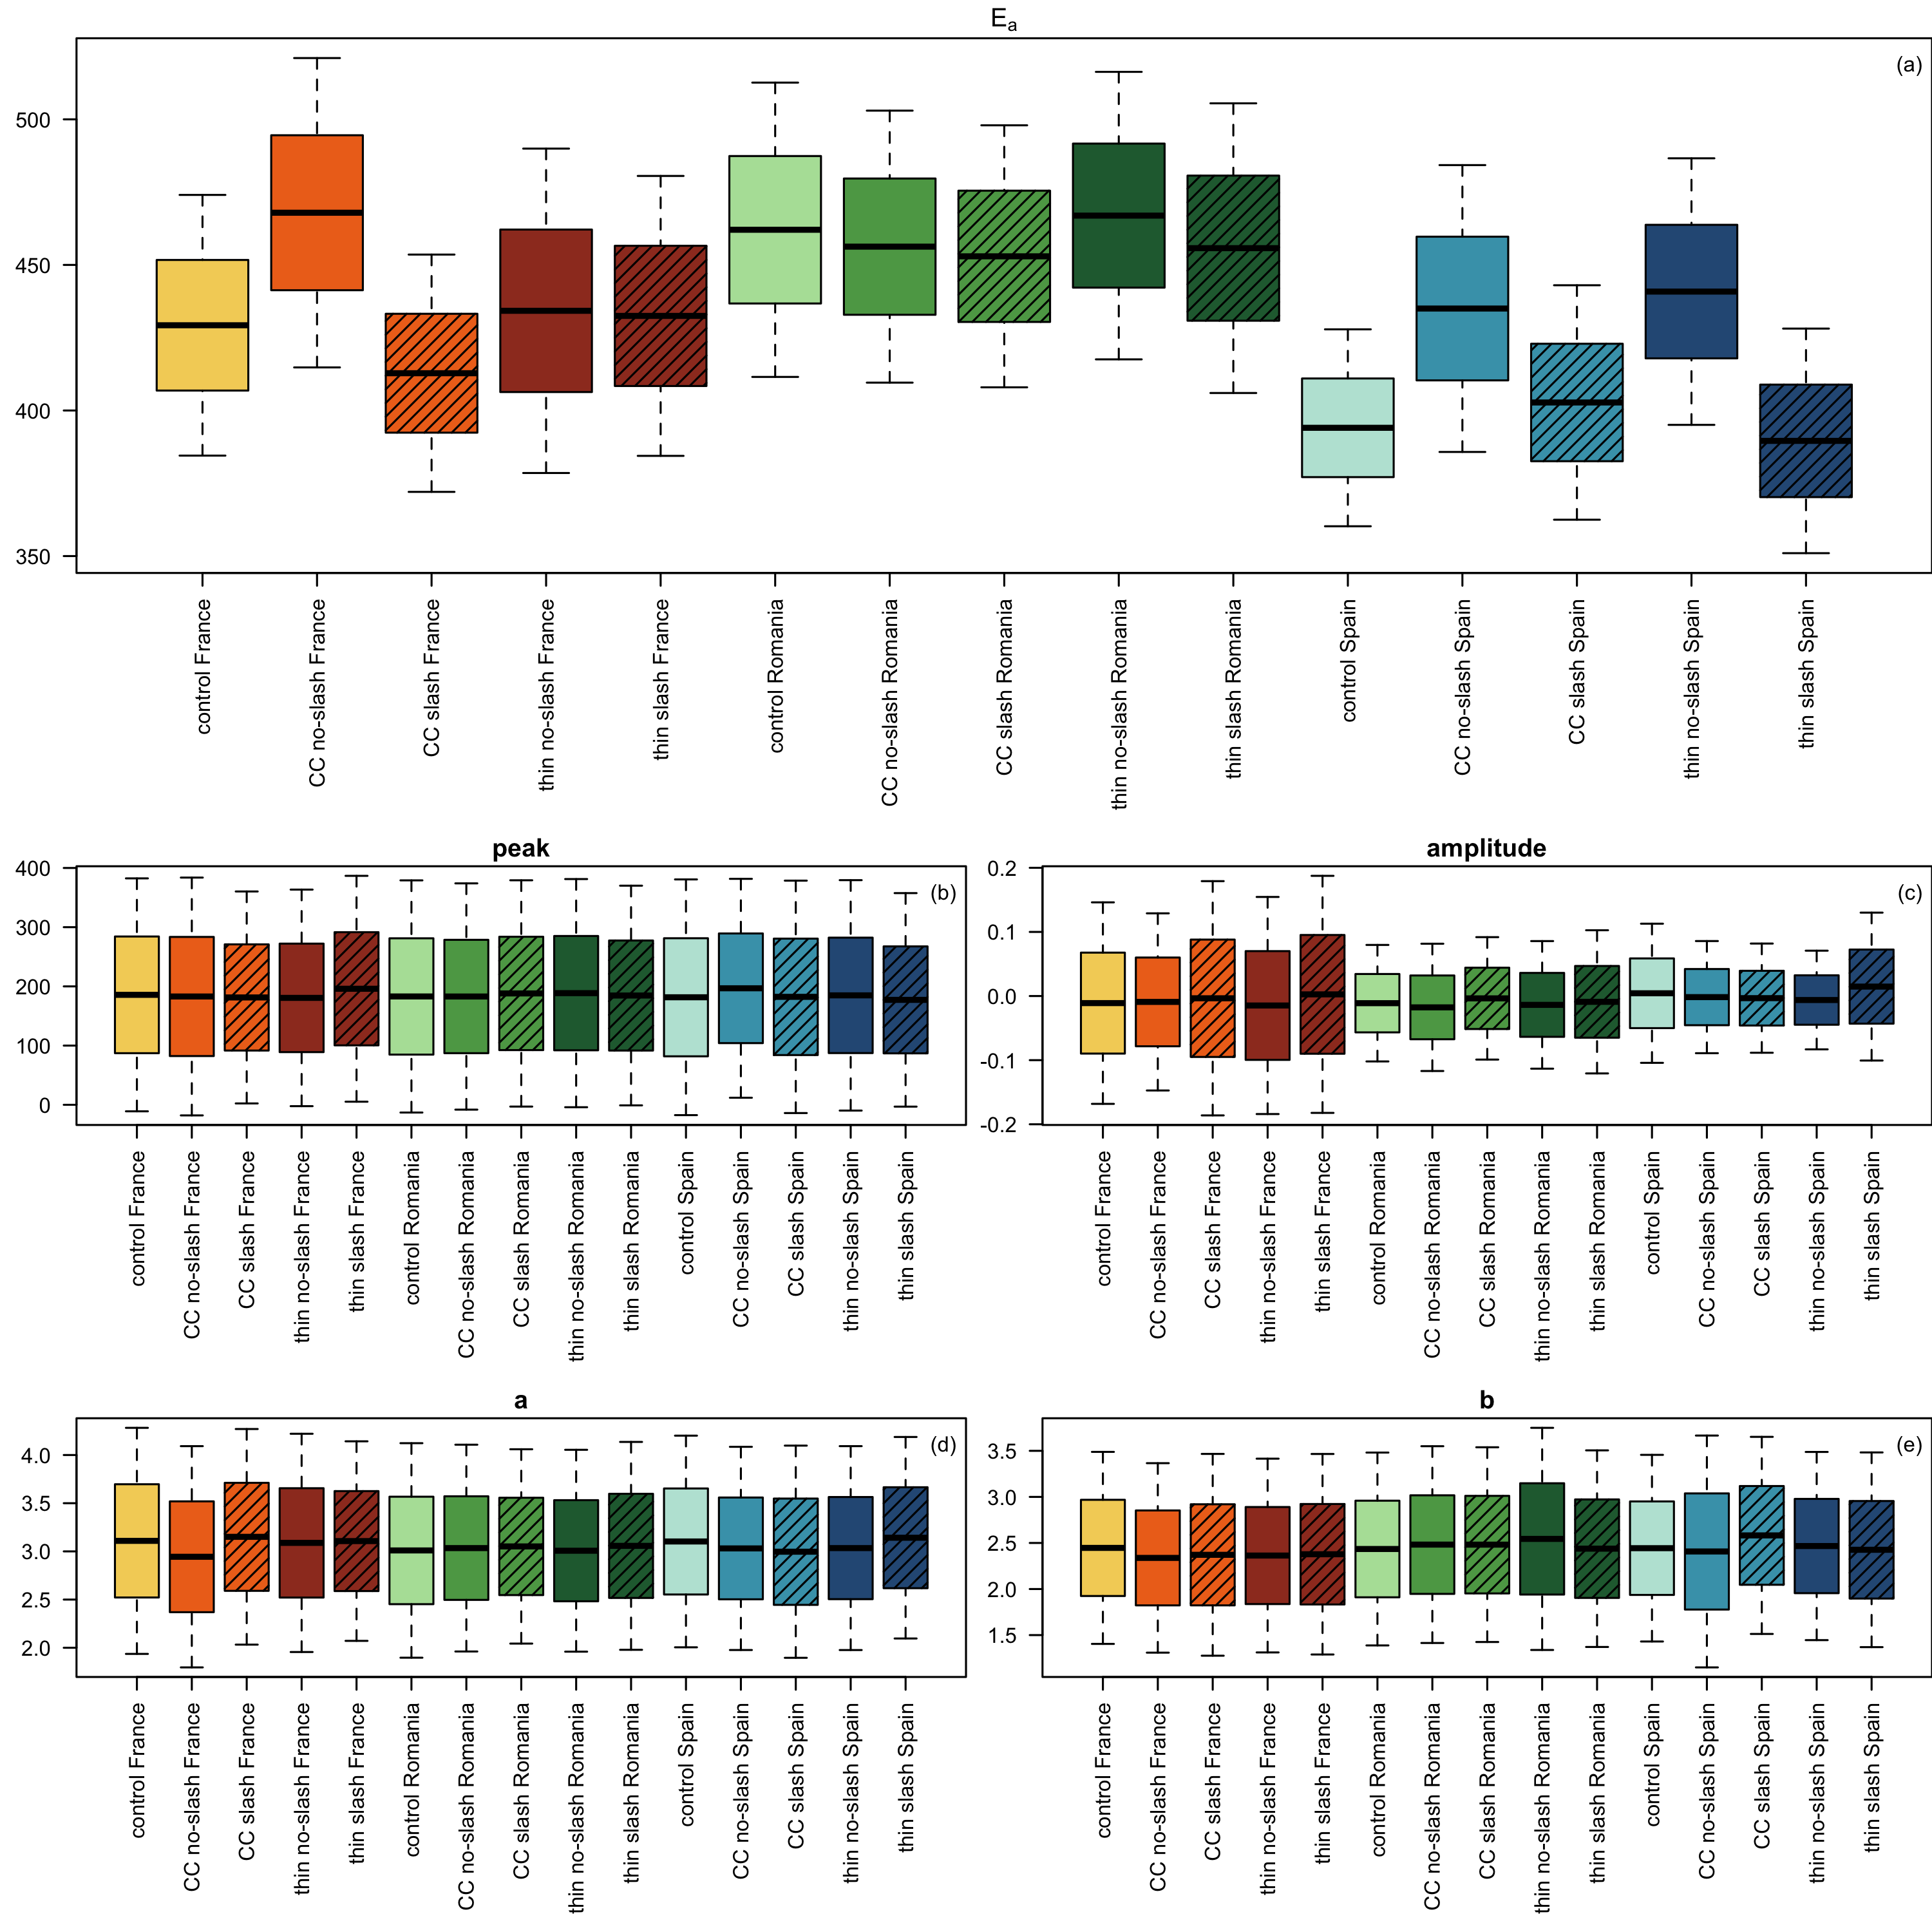 Ea
(a)
500
450
400
350
control France
CC no-slash France
CC slash France
thin no-slash France
thin slash France
control Romania
CC no-slash Romania
CC slash Romania
thin no-slash Romania
thin slash Romania
control Spain
CC no-slash Spain
CC slash Spain
thin no-slash Spain
thin slash Spain
peak
(b)
400
300
200
100
0
control France
CC no-slash France
CC slash France
thin no-slash France
thin slash France
control Romania
CC no-slash Romania
CC slash Romania
thin no-slash Romania
thin slash Romania
control Spain
CC no-slash Spain
CC slash Spain
thin no-slash Spain
thin slash Spain
amplitude
(c)
0.2
0.1
0.0
-0.1
-0.2
control France
CC no-slash France
CC slash France
thin no-slash France
thin slash France
control Romania
CC no-slash Romania
CC slash Romania
thin no-slash Romania
thin slash Romania
control Spain
CC no-slash Spain
CC slash Spain
thin no-slash Spain
thin slash Spain
a
(d)
4.0
3.5
3.0
2.5
2.0
control France
CC no-slash France
CC slash France
thin no-slash France
thin slash France
control Romania
CC no-slash Romania
CC slash Romania
thin no-slash Romania
thin slash Romania
control Spain
CC no-slash Spain
CC slash Spain
thin no-slash Spain
thin slash Spain
b
(e)
3.5
3.0
2.5
2.0
1.5
control France
CC no-slash France
CC slash France
thin no-slash France
thin slash France
control Romania
CC no-slash Romania
CC slash Romania
thin no-slash Romania
thin slash Romania
control Spain
CC no-slash Spain
CC slash Spain
thin no-slash Spain
thin slash Spain